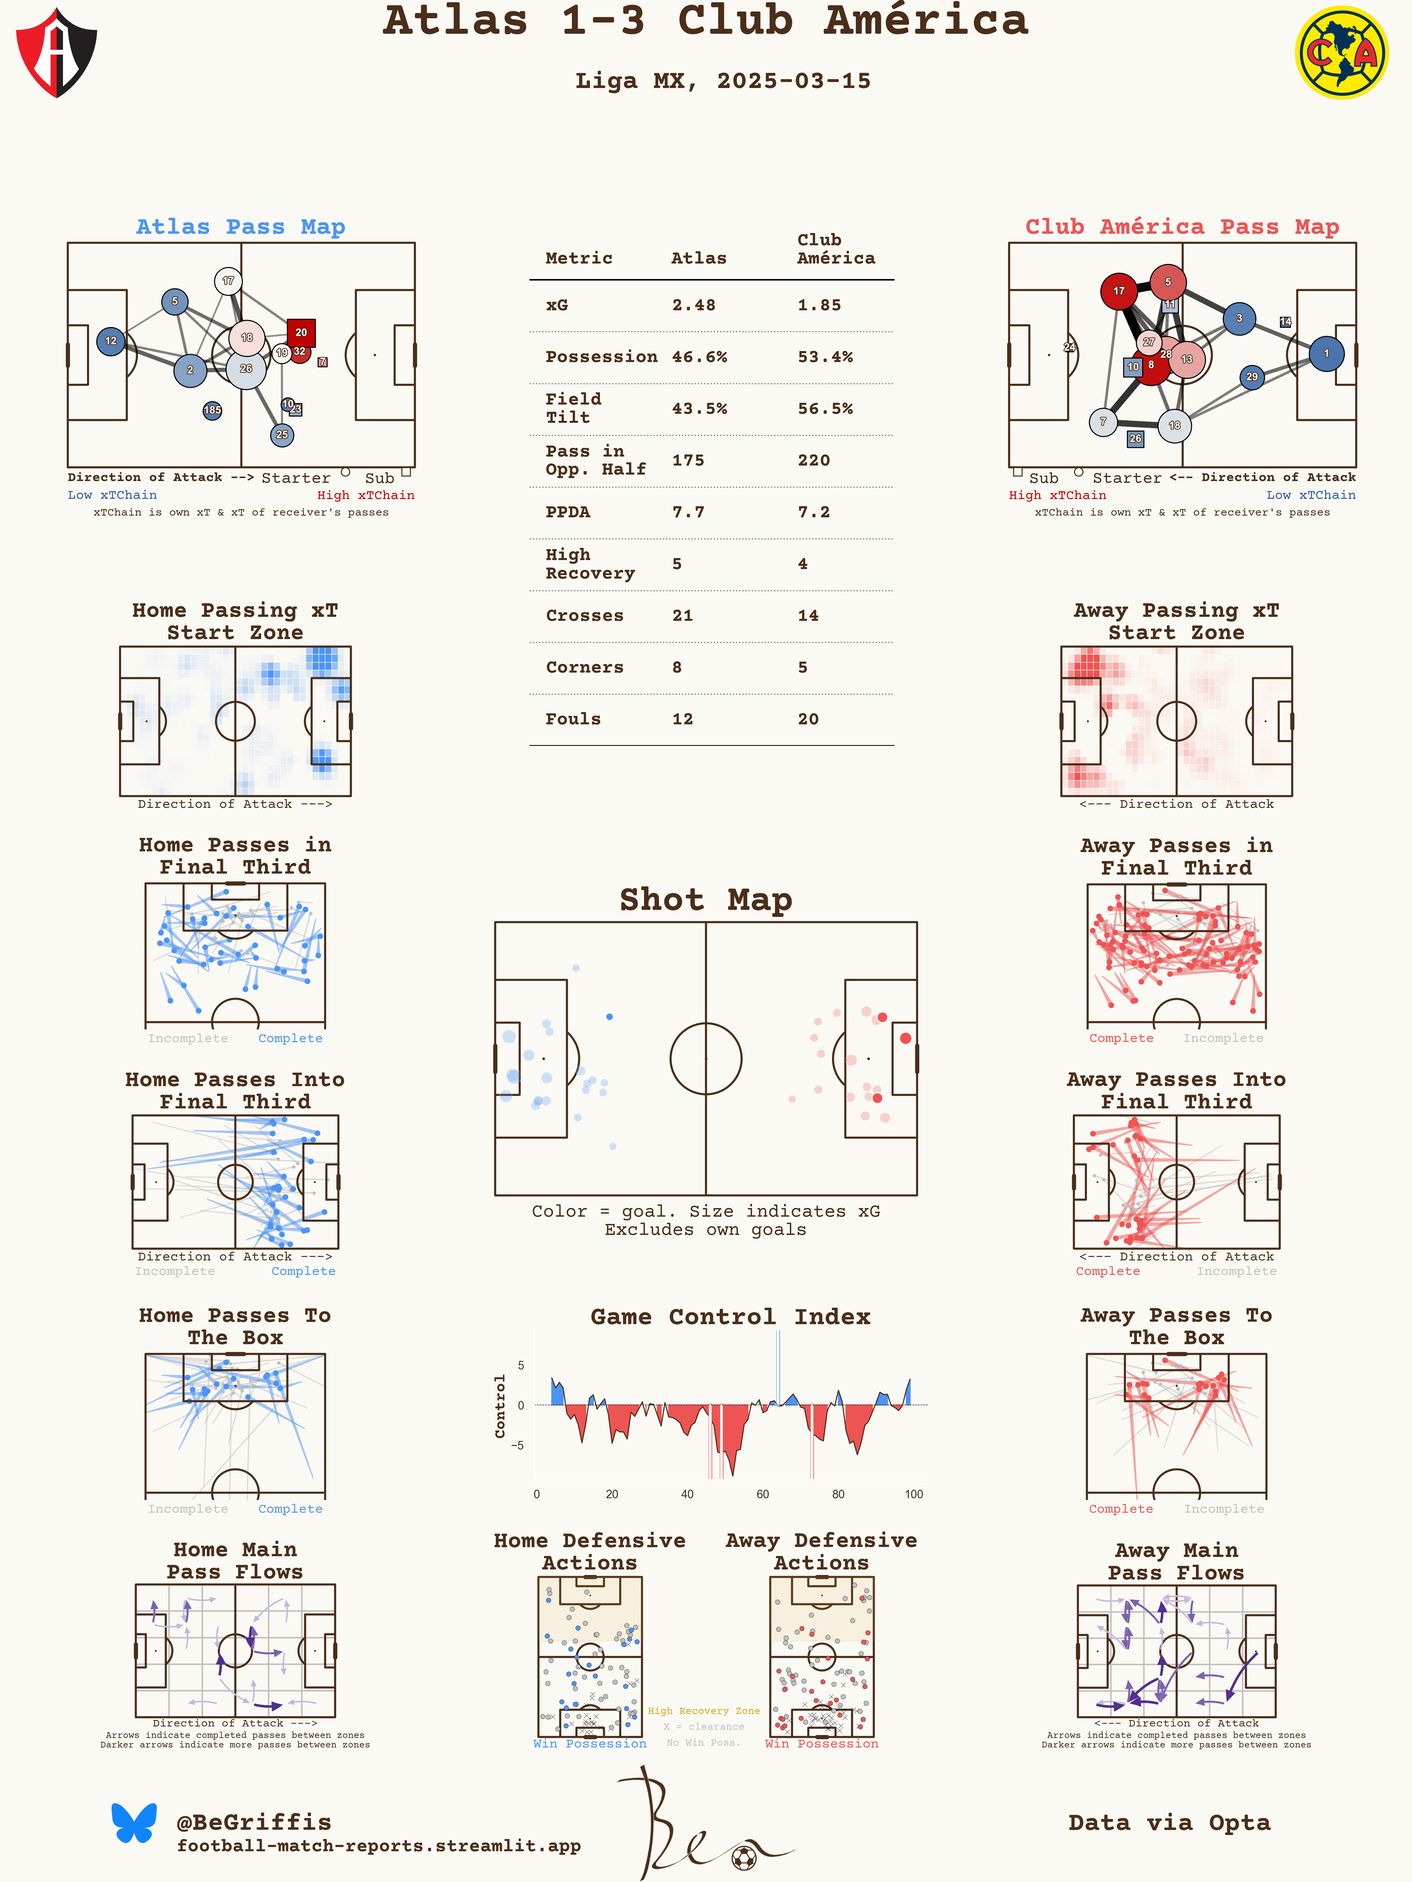 Atlas 1-3 Club América
Liga MX, 2025-03-15
CA
Atlas Pass Map
17
5
12
18
20
19
32
7
2
26
185
10
23
25
Direction of Attack --> Starter Sub
Low xTChain High xTChain
xTChain is own xT & xT of receiver's passes
Metric Atlas Club América
xG 2.48 1.85
Possession 46.6% 53.4%
Field Tilt 43.5% 56.5%
Pass in Opp. Half 175 220
PPDA 7.7 7.2
High Recovery 5 4
Crosses 21 14
Corners 8 5
Fouls 12 20
Club América Pass Map
17
5
11
3
14
24
27
28
13
1
10
8
29
7
18
26
Sub Starter <-- Direction of Attack
High xTChain Low xTChain
xTChain is own xT & xT of receiver's passes
Home Passing xT
Start Zone
Direction of Attack --->
Away Passing xT
Start Zone
<--- Direction of Attack
Home Passes in
Final Third
Incomplete Complete
Away Passes in
Final Third
Complete Incomplete
Shot Map
Color = goal. Size indicates xG
Excludes own goals
Home Passes Into
Final Third
Direction of Attack --->
Incomplete Complete
Away Passes Into
Final Third
<--- Direction of Attack
Complete Incomplete
Home Passes To
The Box
Incomplete Complete
Game Control Index
Control
5
0
−5
0 20 40 60 80 100
Away Passes To
The Box
Complete Incomplete
Home Main
Pass Flows
Direction of Attack --->
Arrows indicate completed passes between zones
Darker arrows indicate more passes between zones
Home Defensive
Actions
Win Possession
High Recovery Zone
X = clearance
No Win Poss.
Away Defensive
Actions
Win Possession
Away Main
Pass Flows
<--- Direction of Attack
Arrows indicate completed passes between zones
Darker arrows indicate more passes between zones
@BeGriffis
football-match-reports.streamlit.app
Ben
Data via Opta